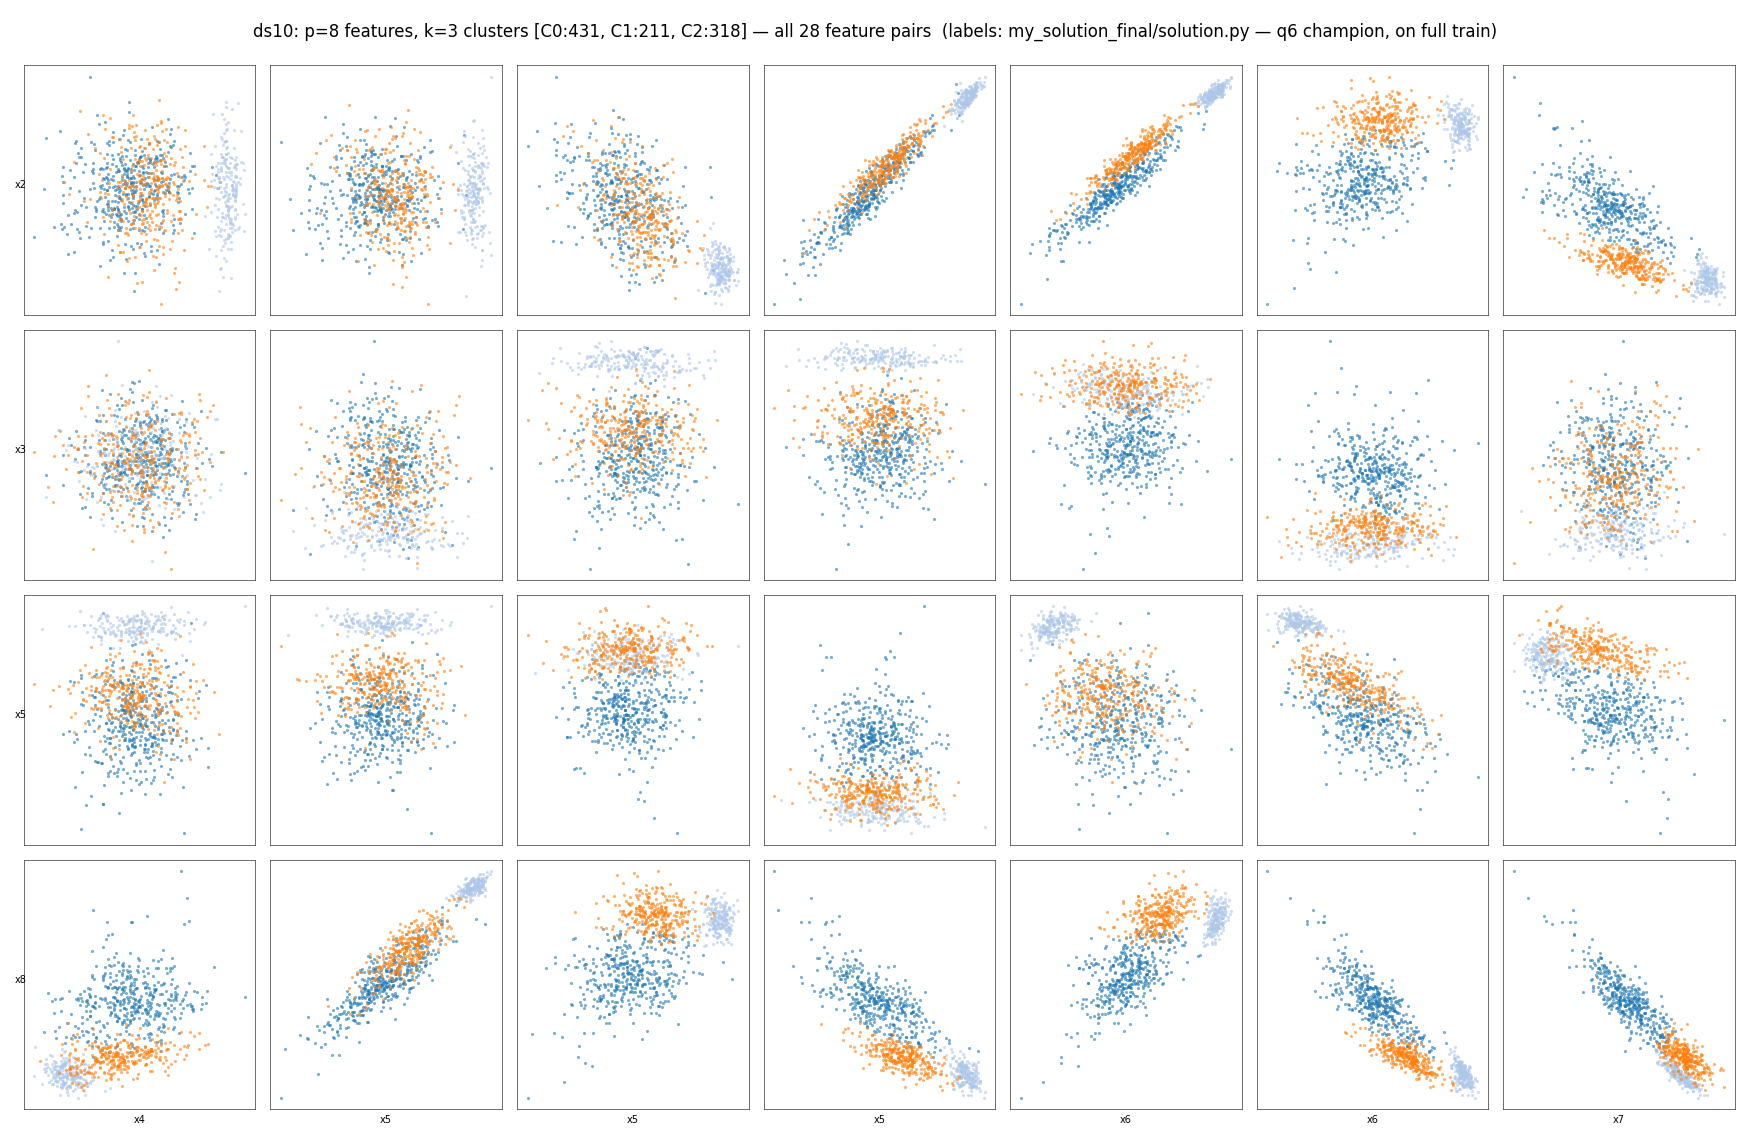 ds10: p=8 features, k=3 clusters [C0:431, C1:211, C2:318] — all 28 feature pairs  (labels: my_solution_final/solution.py — q6 champion, on full train)
x2
x3
x5
x8
x4
x5
x5
x5
x6
x6
x7